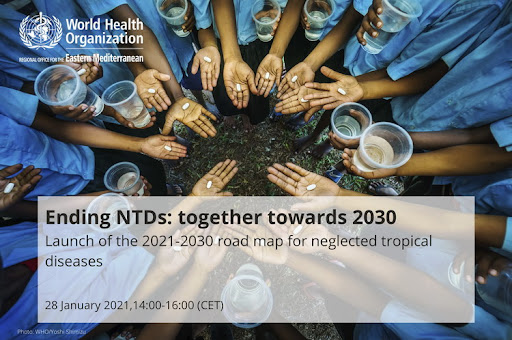 World Health
Organization
REGIONAL OFFICE FOR THE Eastern Mediterranean
Ending NTDs: together towards 2030
Launch of the 2021-2030 road map for neglected tropical
diseases
28 January 2021,14:00-16:00 (CET)
Photo: WHO/Yoshi Shimizu